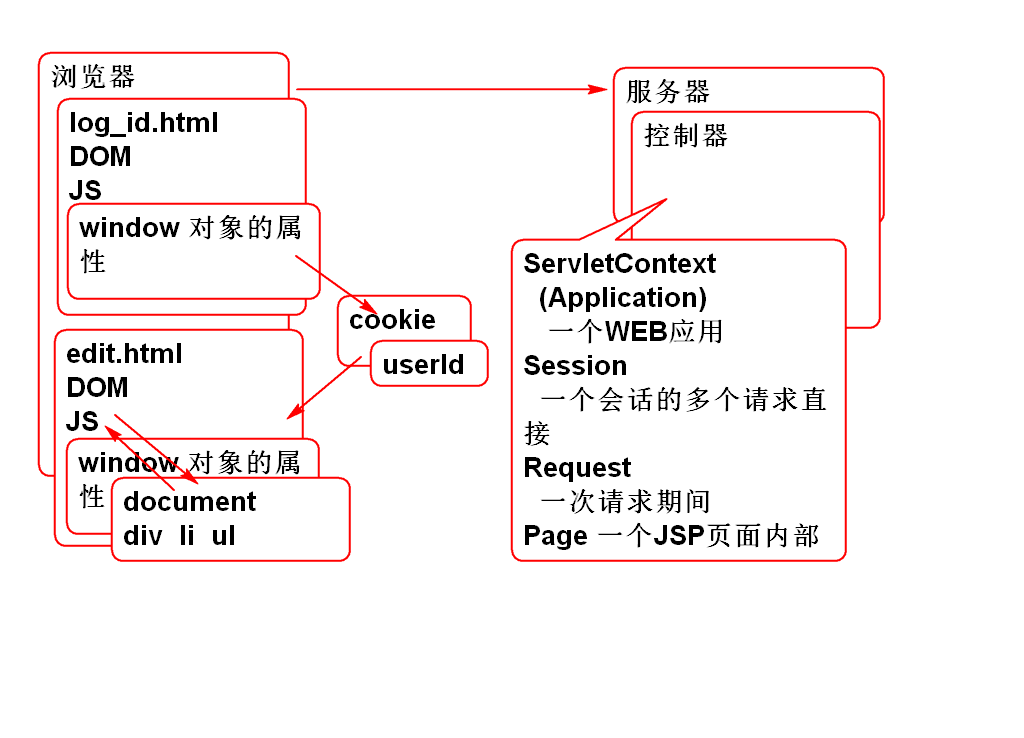 浏览器
log_id.html
DOM
JS
window 对象的属
性
cookie
userId
edit.html
DOM
JS
window 对象的属
性
document
div li ul
服务器
控制器
ServletContext
(Application)
一个WEB应用
Session
一个会话的多个请求直
接
Request
一次请求期间
Page 一个JSP页面内部